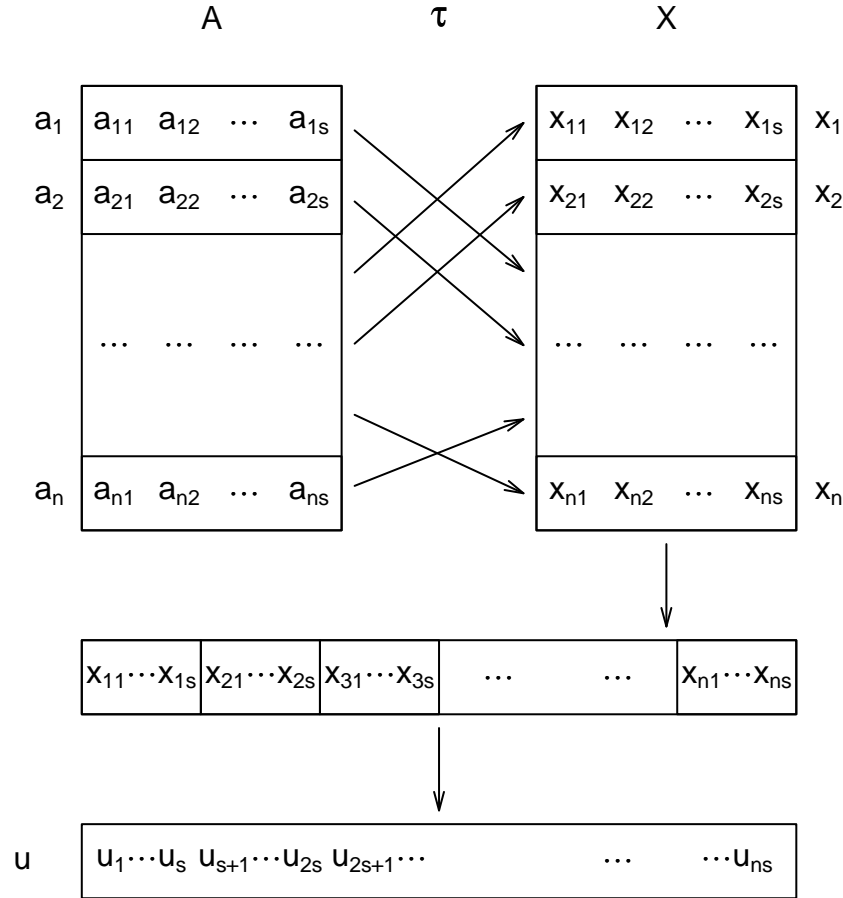 A τ X
a₁ a₁₁ a₁₂ ⋯ a₁ₛ x₁₁ x₁₂ ⋯ x₁ₛ x₁
a₂ a₂₁ a₂₂ ⋯ a₂ₛ x₂₁ x₂₂ ⋯ x₂ₛ x₂
⋯ ⋯ ⋯ ⋯ ⋯ ⋯ ⋯ ⋯
aₙ aₙ₁ aₙ₂ ⋯ aₙₛ xₙ₁ xₙ₂ ⋯ xₙₛ xₙ
x₁₁⋯x₁ₛ x₂₁⋯x₂ₛ x₃₁⋯x₃ₛ ⋯ ⋯ xₙ₁⋯xₙₛ
u u₁⋯uₛ uₛ₊₁⋯u₂ₛ u₂ₛ₊₁⋯ ⋯ ⋯uₙₛ